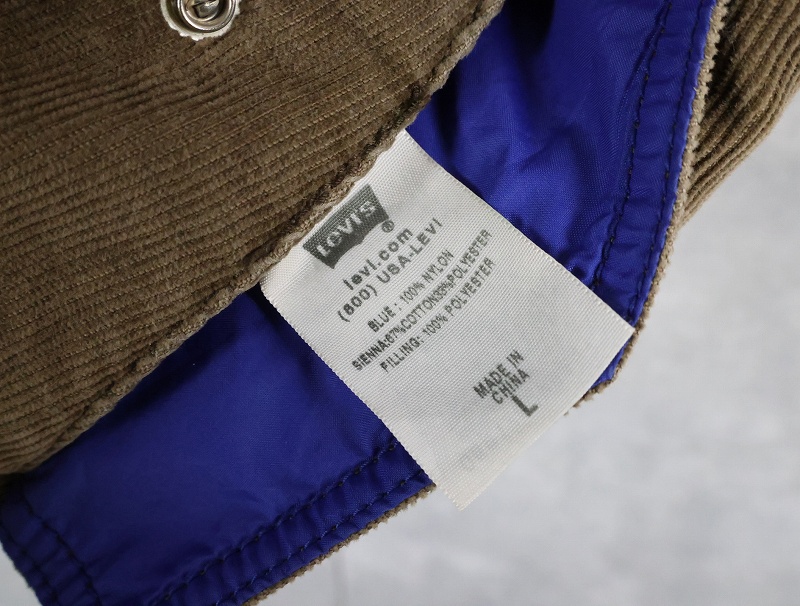 LEVI'S
®
levi.com
(800) USA-LEVI
BLUE : 100% NYLON
SIENNA:67%COTTON33%POLYESTER
FILLING: 100% POLYESTER
MADE IN
CHINA
L